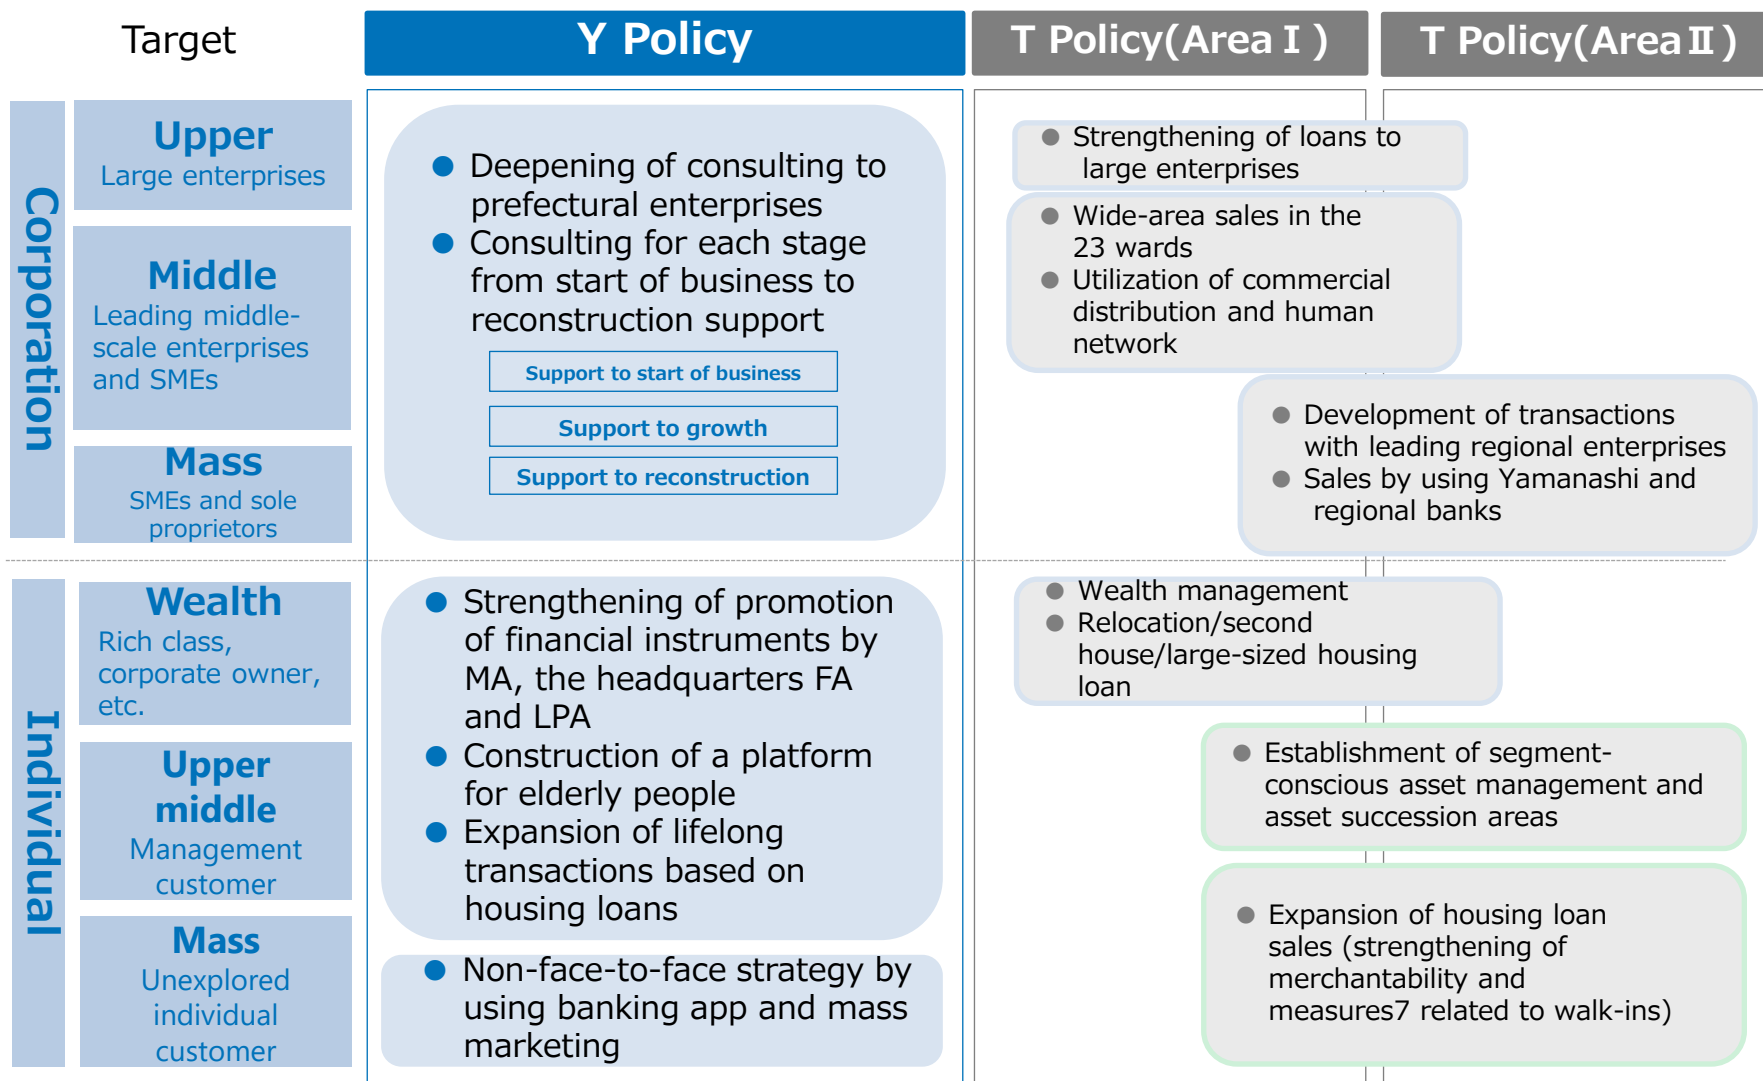 Target
Y Policy
T Policy(Area Ⅰ)
T Policy(Area Ⅱ)
Corporation
Upper
Large enterprises
Middle
Leading middle-
scale enterprises
and SMEs
Mass
SMEs and sole
proprietors
● Deepening of consulting to
prefectural enterprises
● Consulting for each stage
from start of business to
reconstruction support
Support to start of business
Support to growth
Support to reconstruction
● Strengthening of loans to
large enterprises
● Wide-area sales in the
23 wards
● Utilization of commercial
distribution and human
network
● Development of transactions
with leading regional enterprises
● Sales by using Yamanashi and
regional banks
Individual
Wealth
Rich class,
corporate owner,
etc.
Upper
middle
Management
customer
Mass
Unexplored
individual
customer
● Strengthening of promotion
of financial instruments by
MA, the headquarters FA
and LPA
● Construction of a platform
for elderly people
● Expansion of lifelong
transactions based on
housing loans
● Non-face-to-face strategy by
using banking app and mass
marketing
● Wealth management
● Relocation/second
house/large-sized housing
loan
● Establishment of segment-
conscious asset management and
asset succession areas
● Expansion of housing loan
sales (strengthening of
merchantability and
measures7 related to walk-ins)